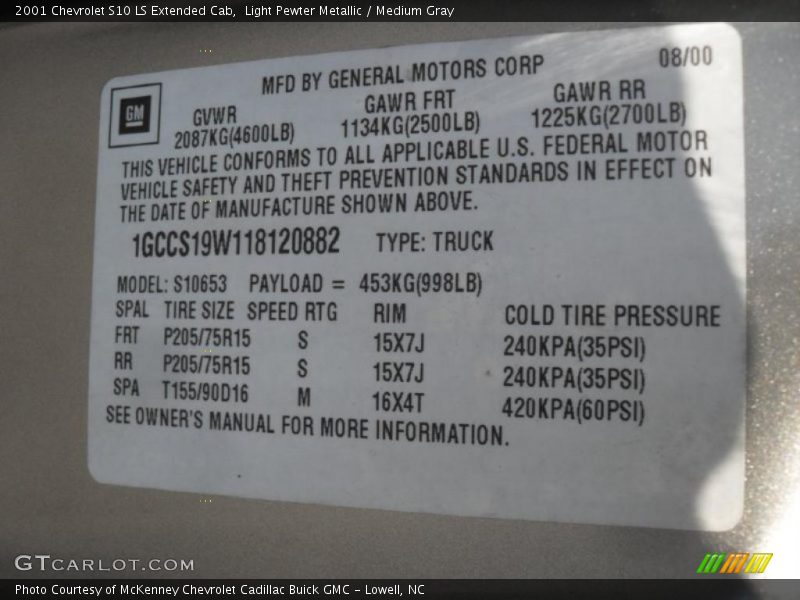 2001 Chevrolet S10 LS Extended Cab,  Light Pewter Metallic / Medium Gray
MFD BY GENERAL MOTORS CORP 08/00
GM
GVWR GAWR FRT GAWR RR
2087KG(4600LB) 1134KG(2500LB) 1225KG(2700LB)
THIS VEHICLE CONFORMS TO ALL APPLICABLE U.S. FEDERAL MOTOR
VEHICLE SAFETY AND THEFT PREVENTION STANDARDS IN EFFECT ON
THE DATE OF MANUFACTURE SHOWN ABOVE.
1GCCS19W118120882 TYPE: TRUCK
MODEL: S10653 PAYLOAD = 453KG(998LB)
SPAL TIRE SIZE SPEED RTG RIM COLD TIRE PRESSURE
FRT P205/75R15 S 15X7J 240KPA(35PSI)
RR P205/75R15 S 15X7J 240KPA(35PSI)
SPA T155/90D16 M 16X4T 420KPA(60PSI)
SEE OWNER'S MANUAL FOR MORE INFORMATION.
GTCARLOT.COM
Photo Courtesy of McKenney Chevrolet Cadillac Buick GMC - Lowell, NC